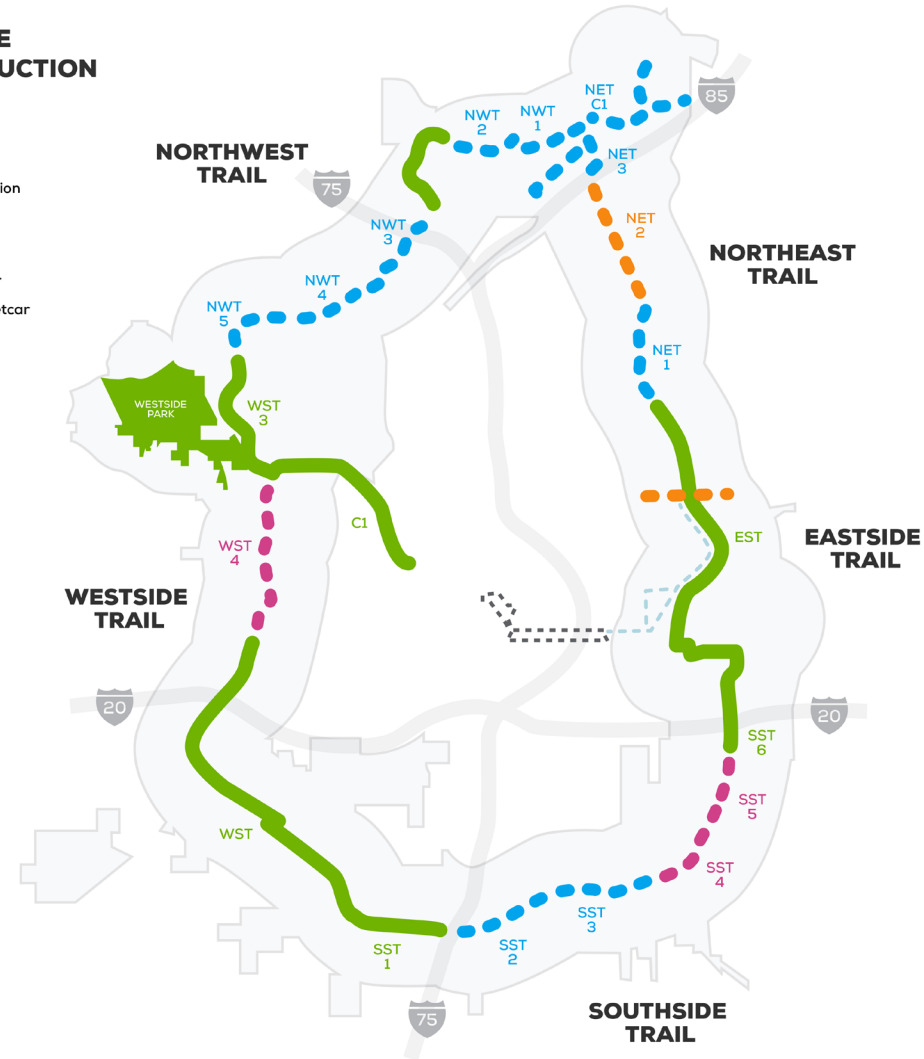 E
UCTION
ion
etcar
NORTHWEST
TRAIL
75
NWT
2
NWT
1
NET
C1
85
NET
3
NWT
3
NET
2
NORTHEAST
TRAIL
NWT
4
NWT
5
NET
1
WESTSIDE
PARK
WST
3
C1
WST
4
EST
EASTSIDE
TRAIL
WESTSIDE
TRAIL
20
20
SST
6
SST
5
WST
SST
4
SST
3
SST
2
SST
1
75
SOUTHSIDE
TRAIL